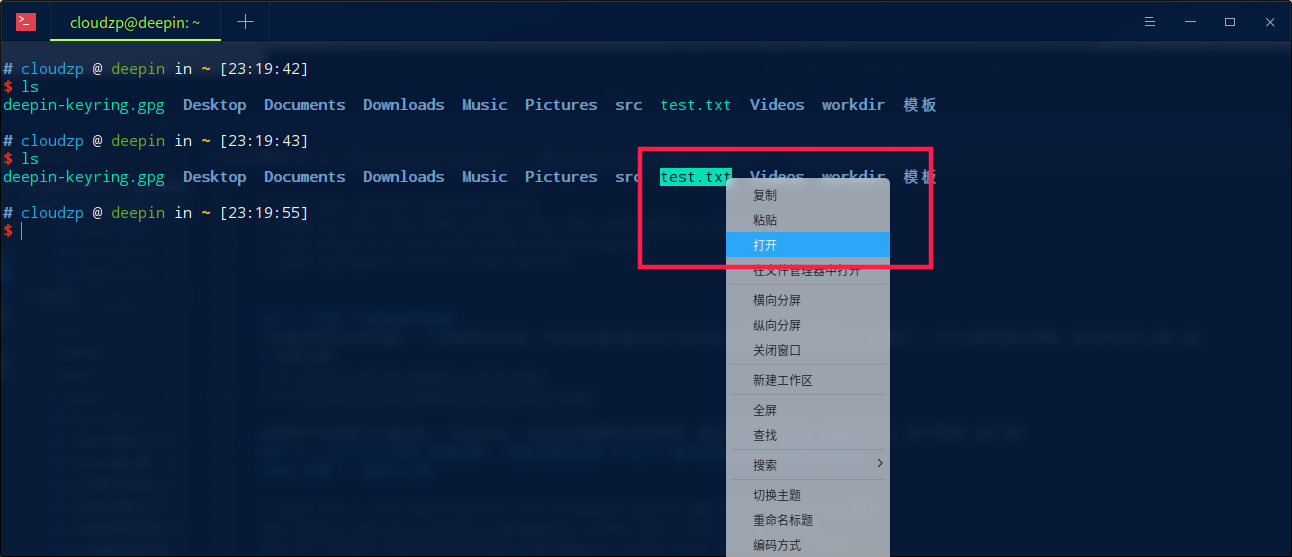 cloudzp@deepin: ~
# cloudzp @ deepin in ~ [23:19:42]
$ ls
deepin-keyring.gpg Desktop Documents Downloads Music Pictures src test.txt Videos workdir 模板
# cloudzp @ deepin in ~ [23:19:43]
$ ls
deepin-keyring.gpg Desktop Documents Downloads Music Pictures src test.txt Videos workdir 模板
# cloudzp @ deepin in ~ [23:19:55]
$
复制
粘贴
打开
在文件管理器中打开
横向分屏
纵向分屏
关闭窗口
新建工作区
全屏
查找
搜索
切换主题
重命名标题
编码方式